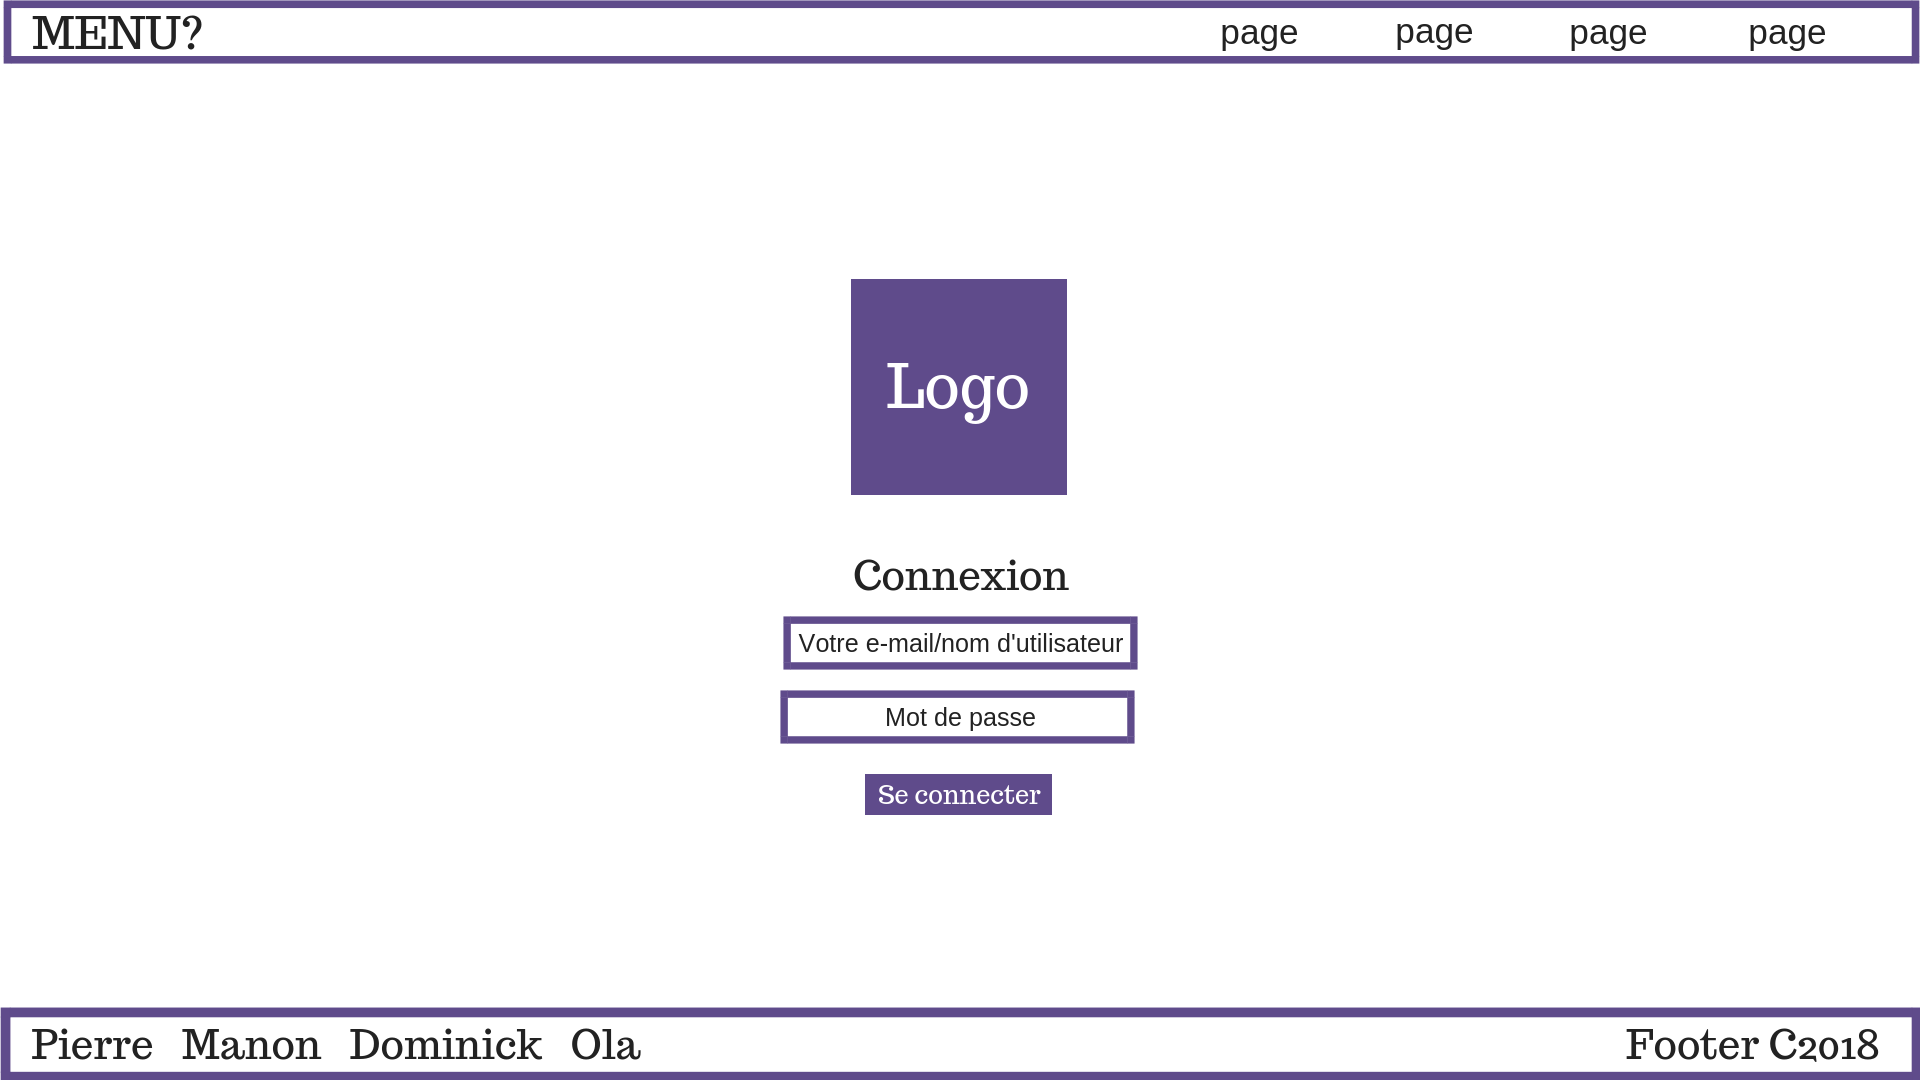 MENU? page page page page
Logo
Connexion
Votre e-mail/nom d'utilisateur
Mot de passe
Se connecter
Pierre Manon Dominick Ola Footer C2018